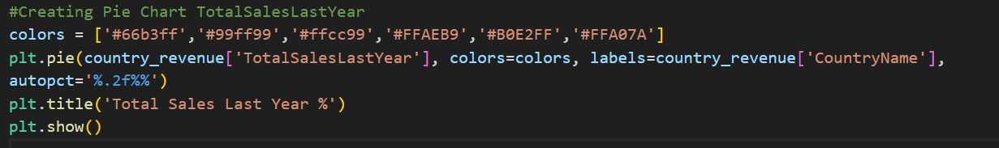 #Creating Pie Chart TotalSalesLastYear
colors = ['#66b3ff','#99ff99','#ffcc99','#FFAEB9','#B0E2FF','#FFA07A']
plt.pie(country_revenue['TotalSalesLastYear'], colors=colors, labels=country_revenue['CountryName'],
autopct='%.2f%%')
plt.title('Total Sales Last Year %')
plt.show()